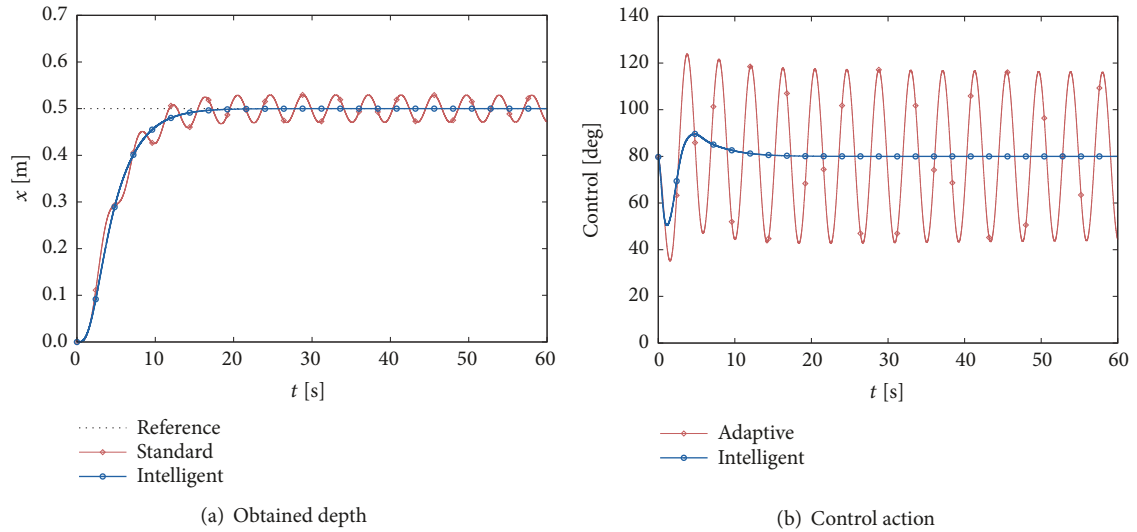 0.7
0.6
0.5
0.4
0.3
0.2
0.1
0.0
x [m]
0 10 20 30 40 50 60
t [s]
Reference
Standard
Intelligent
(a) Obtained depth
140
120
100
80
60
40
20
0
Control [deg]
0 10 20 30 40 50 60
t [s]
Adaptive
Intelligent
(b) Control action